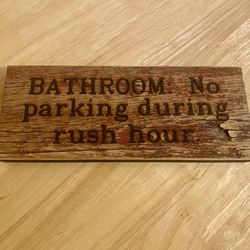 BATHROOM: No
parking during
rush hour.